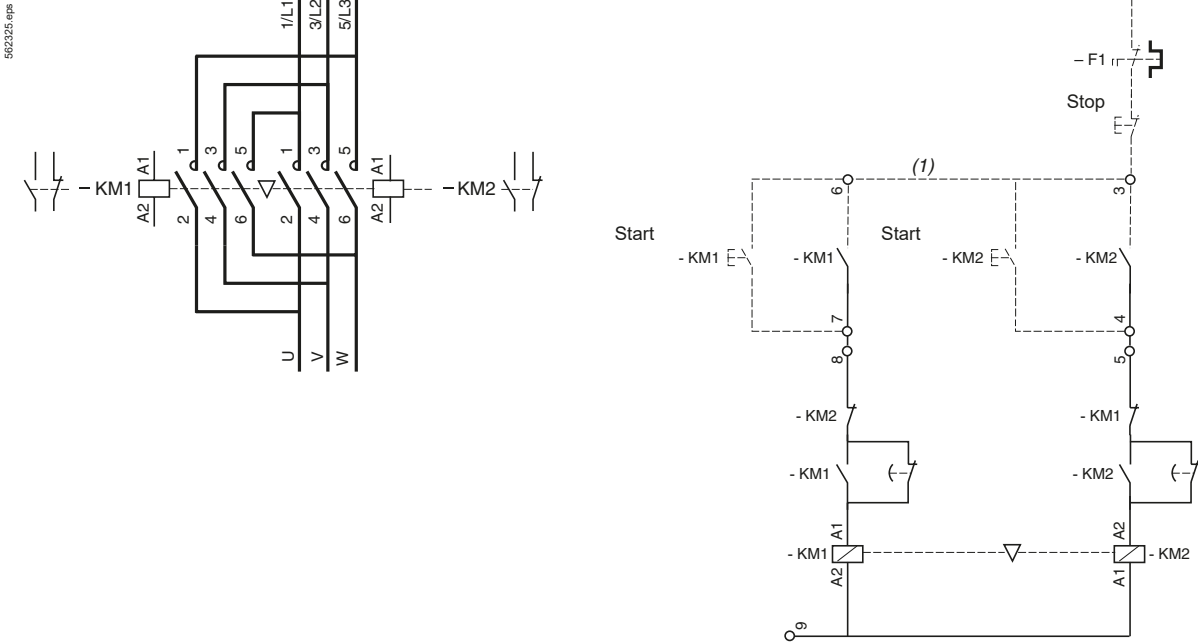 562325.eps
1/L1
3/L2
5/L3
1
3
5
1
3
5
– KM1
A1
A2
A1
A2
– KM2
2
4
6
2
4
6
U
V
W
– F1
Stop
(1)
6
3
Start
Start
- KM1
- KM1
- KM2
- KM2
7
4
8
5
- KM2
- KM1
- KM1
- KM2
A1
A2
- KM1
- KM2
A2
A1
9